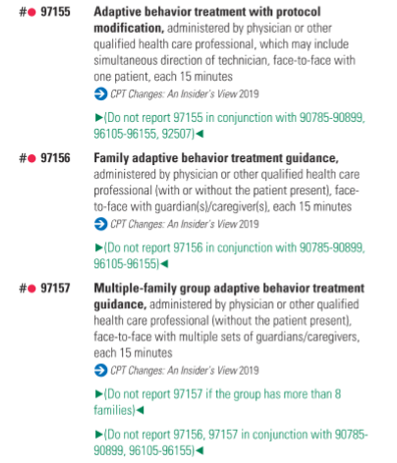 #● 97155 Adaptive behavior treatment with protocol
modification, administered by physician or other
qualified health care professional, which may include
simultaneous direction of technician, face-to-face with
one patient, each 15 minutes
CPT Changes: An Insider's View 2019
▶(Do not report 97155 in conjunction with 90785-90899,
96105-96155, 92507)◀
#● 97156 Family adaptive behavior treatment guidance,
administered by physician or other qualified health care
professional (with or without the patient present), face-
to-face with guardian(s)/caregiver(s), each 15 minutes
CPT Changes: An Insider's View 2019
▶(Do not report 97156 in conjunction with 90785-90899,
96105-96155)◀
#● 97157 Multiple-family group adaptive behavior treatment
guidance, administered by physician or other qualified
health care professional (without the patient present),
face-to-face with multiple sets of guardians/caregivers,
each 15 minutes
CPT Changes: An Insider's View 2019
▶(Do not report 97157 if the group has more than 8
families)◀
▶(Do not report 97156, 97157 in conjunction with 90785-
90899, 96105-96155)◀